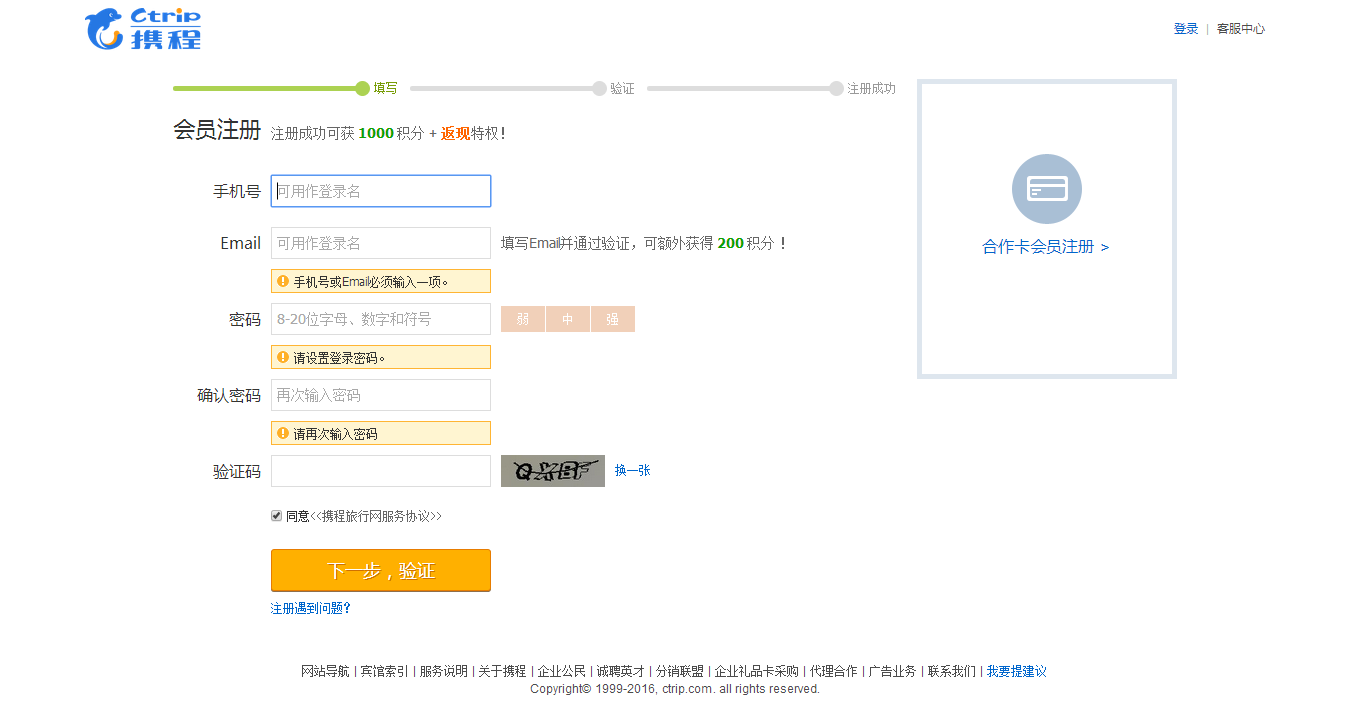 Ctrip
携程
登录 | 客服中心
填写 验证 注册成功
会员注册 注册成功可获 1000 积分 + 返现特权！
手机号 可用作登录名
Email 可用作登录名 填写Email并通过验证，可额外获得 200 积分 ！
手机号或Email必须输入一项。
密码 8-20位字母、数字和符号 弱 中 强
请设置登录密码。
确认密码 再次输入密码
请再次输入密码
验证码 换一张
同意<<携程旅行网服务协议>>
下一步，验证
注册遇到问题？
合作卡会员注册 >
网站导航 | 宾馆索引 | 服务说明 | 关于携程 | 企业公民 | 诚聘英才 | 分销联盟 | 企业礼品卡采购 | 代理合作 | 广告业务 | 联系我们 | 我要提建议
Copyright© 1999-2016, ctrip.com. all rights reserved.